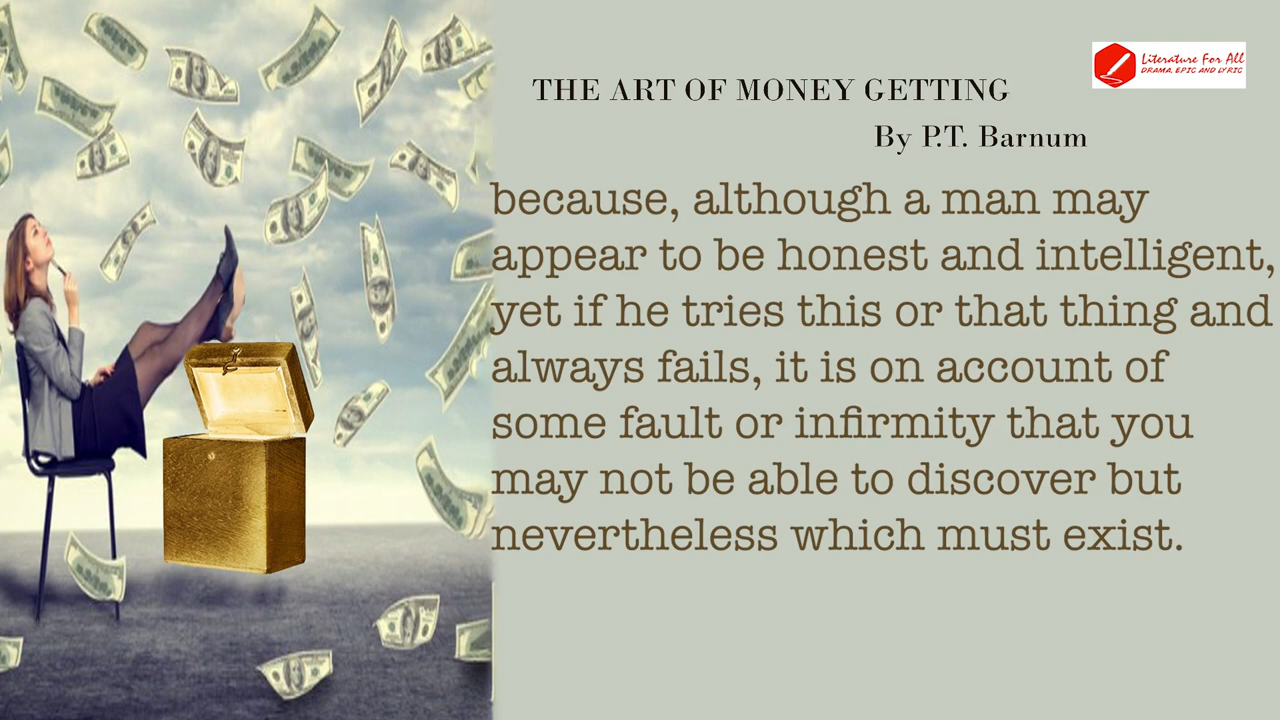 THE ART OF MONEY GETTING
By P.T. Barnum
Literature For All
DRAMA, EPIC AND LYRIC
because, although a man may
appear to be honest and intelligent,
yet if he tries this or that thing and
always fails, it is on account of
some fault or infirmity that you
may not be able to discover but
nevertheless which must exist.